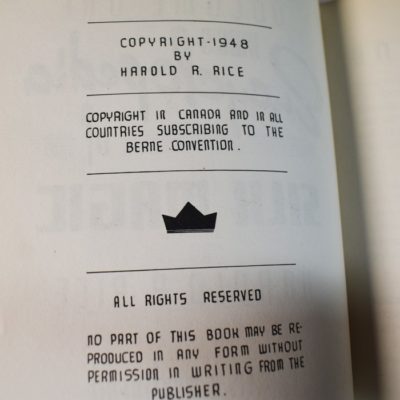 COPYRIGHT-1948
BY
HAROLD R. RICE
COPYRIGHT IN CANADA AND IN ALL
COUNTRIES SUBSCRIBING TO THE
BERNE CONVENTION.
ALL RIGHTS RESERVED
NO PART OF THIS BOOK MAY BE RE-
PRODUCED IN ANY FORM WITHOUT
PERMISSION IN WRITING FROM THE
PUBLISHER.